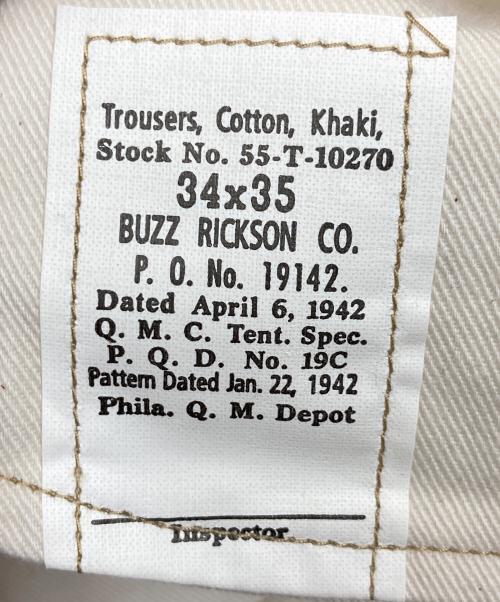 Trousers, Cotton, Khaki,
Stock No. 55-T-10270
34x35
BUZZ RICKSON CO.
P. O. No. 19142.
Dated April 6, 1942
Q. M. C. Tent. Spec.
P. Q. D. No. 19C
Pattern Dated Jan. 22, 1942
Phila. Q. M. Depot
Inspector